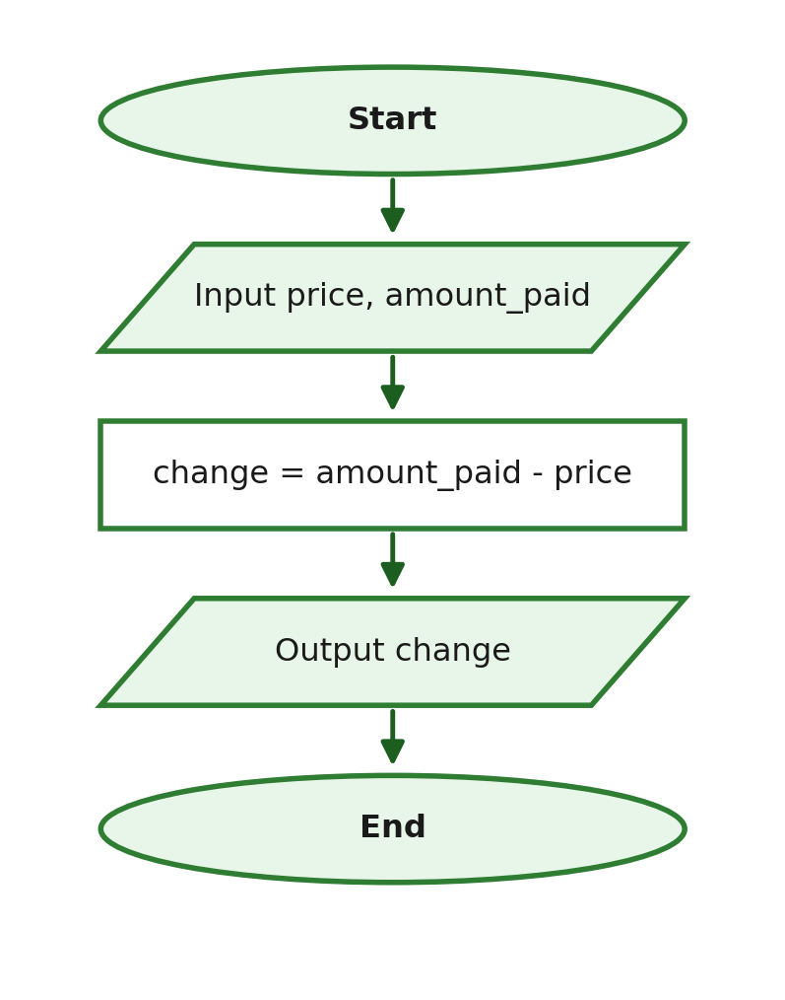 Start
Input price, amount_paid
change = amount_paid - price
Output change
End